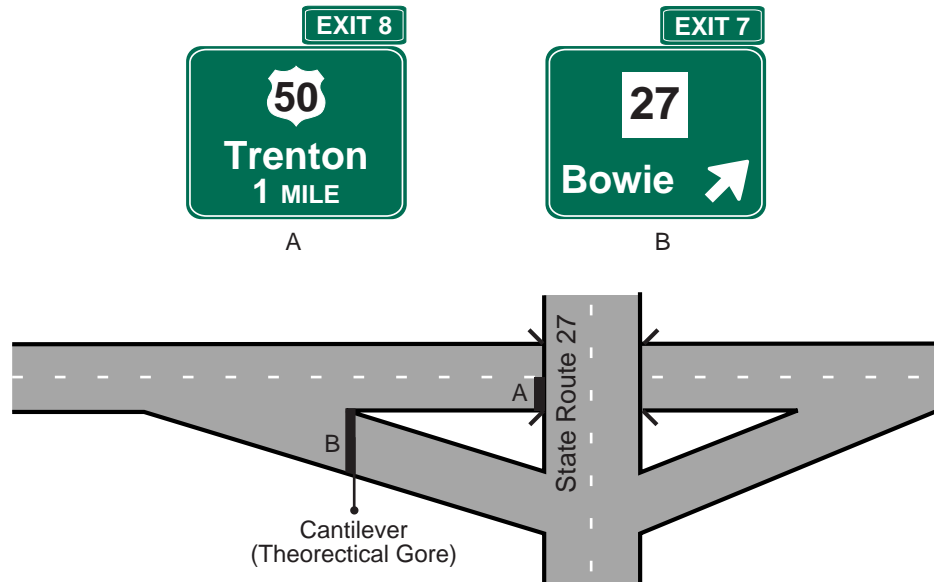 EXIT 8
50
Trenton
1 MILE
A
EXIT 7
27
Bowie
B
State Route 27
A
B
Cantilever
(Theorectical Gore)